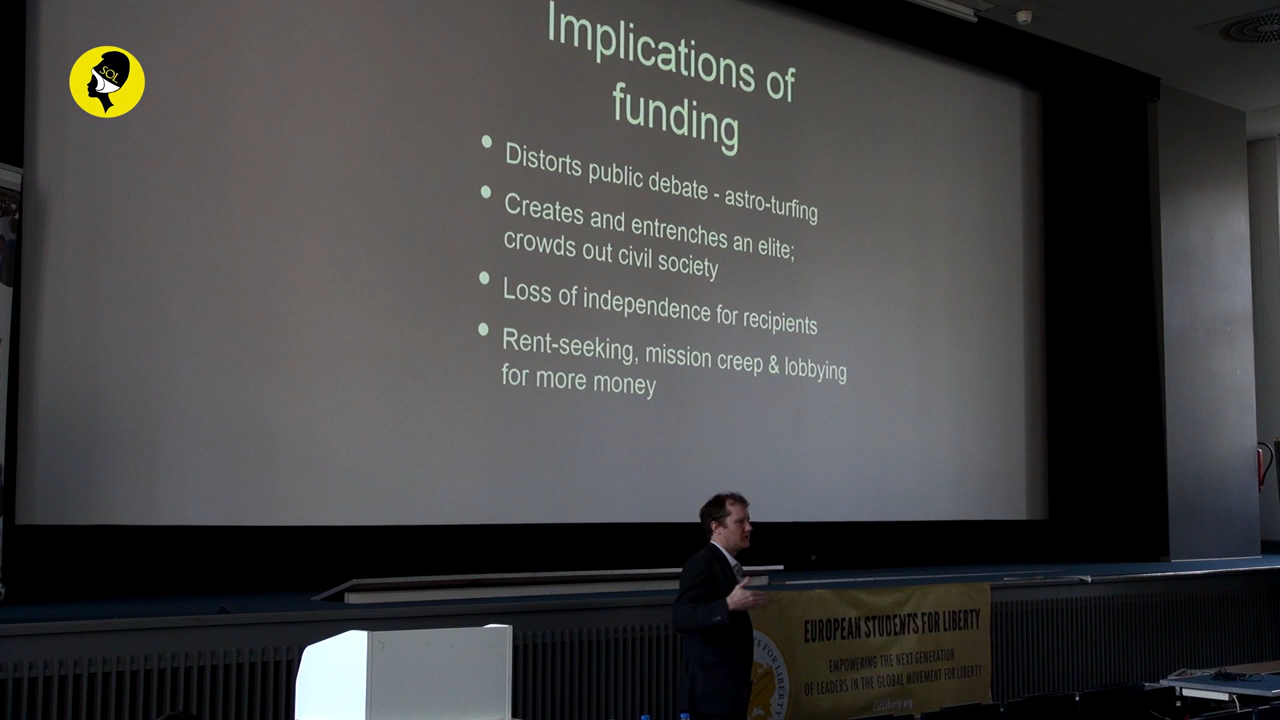 SOL
Implications of
funding
• Distorts public debate - astro-turfing
• Creates and entrenches an elite;
crowds out civil society
• Loss of independence for recipients
• Rent-seeking, mission creep & lobbying
for more money
EUROPEAN STUDENTS FOR LIBERTY
EMPOWERING THE NEXT GENERATION
OF LEADERS IN THE GLOBAL MOVEMENT FOR LIBERTY
FOR LIBERTY